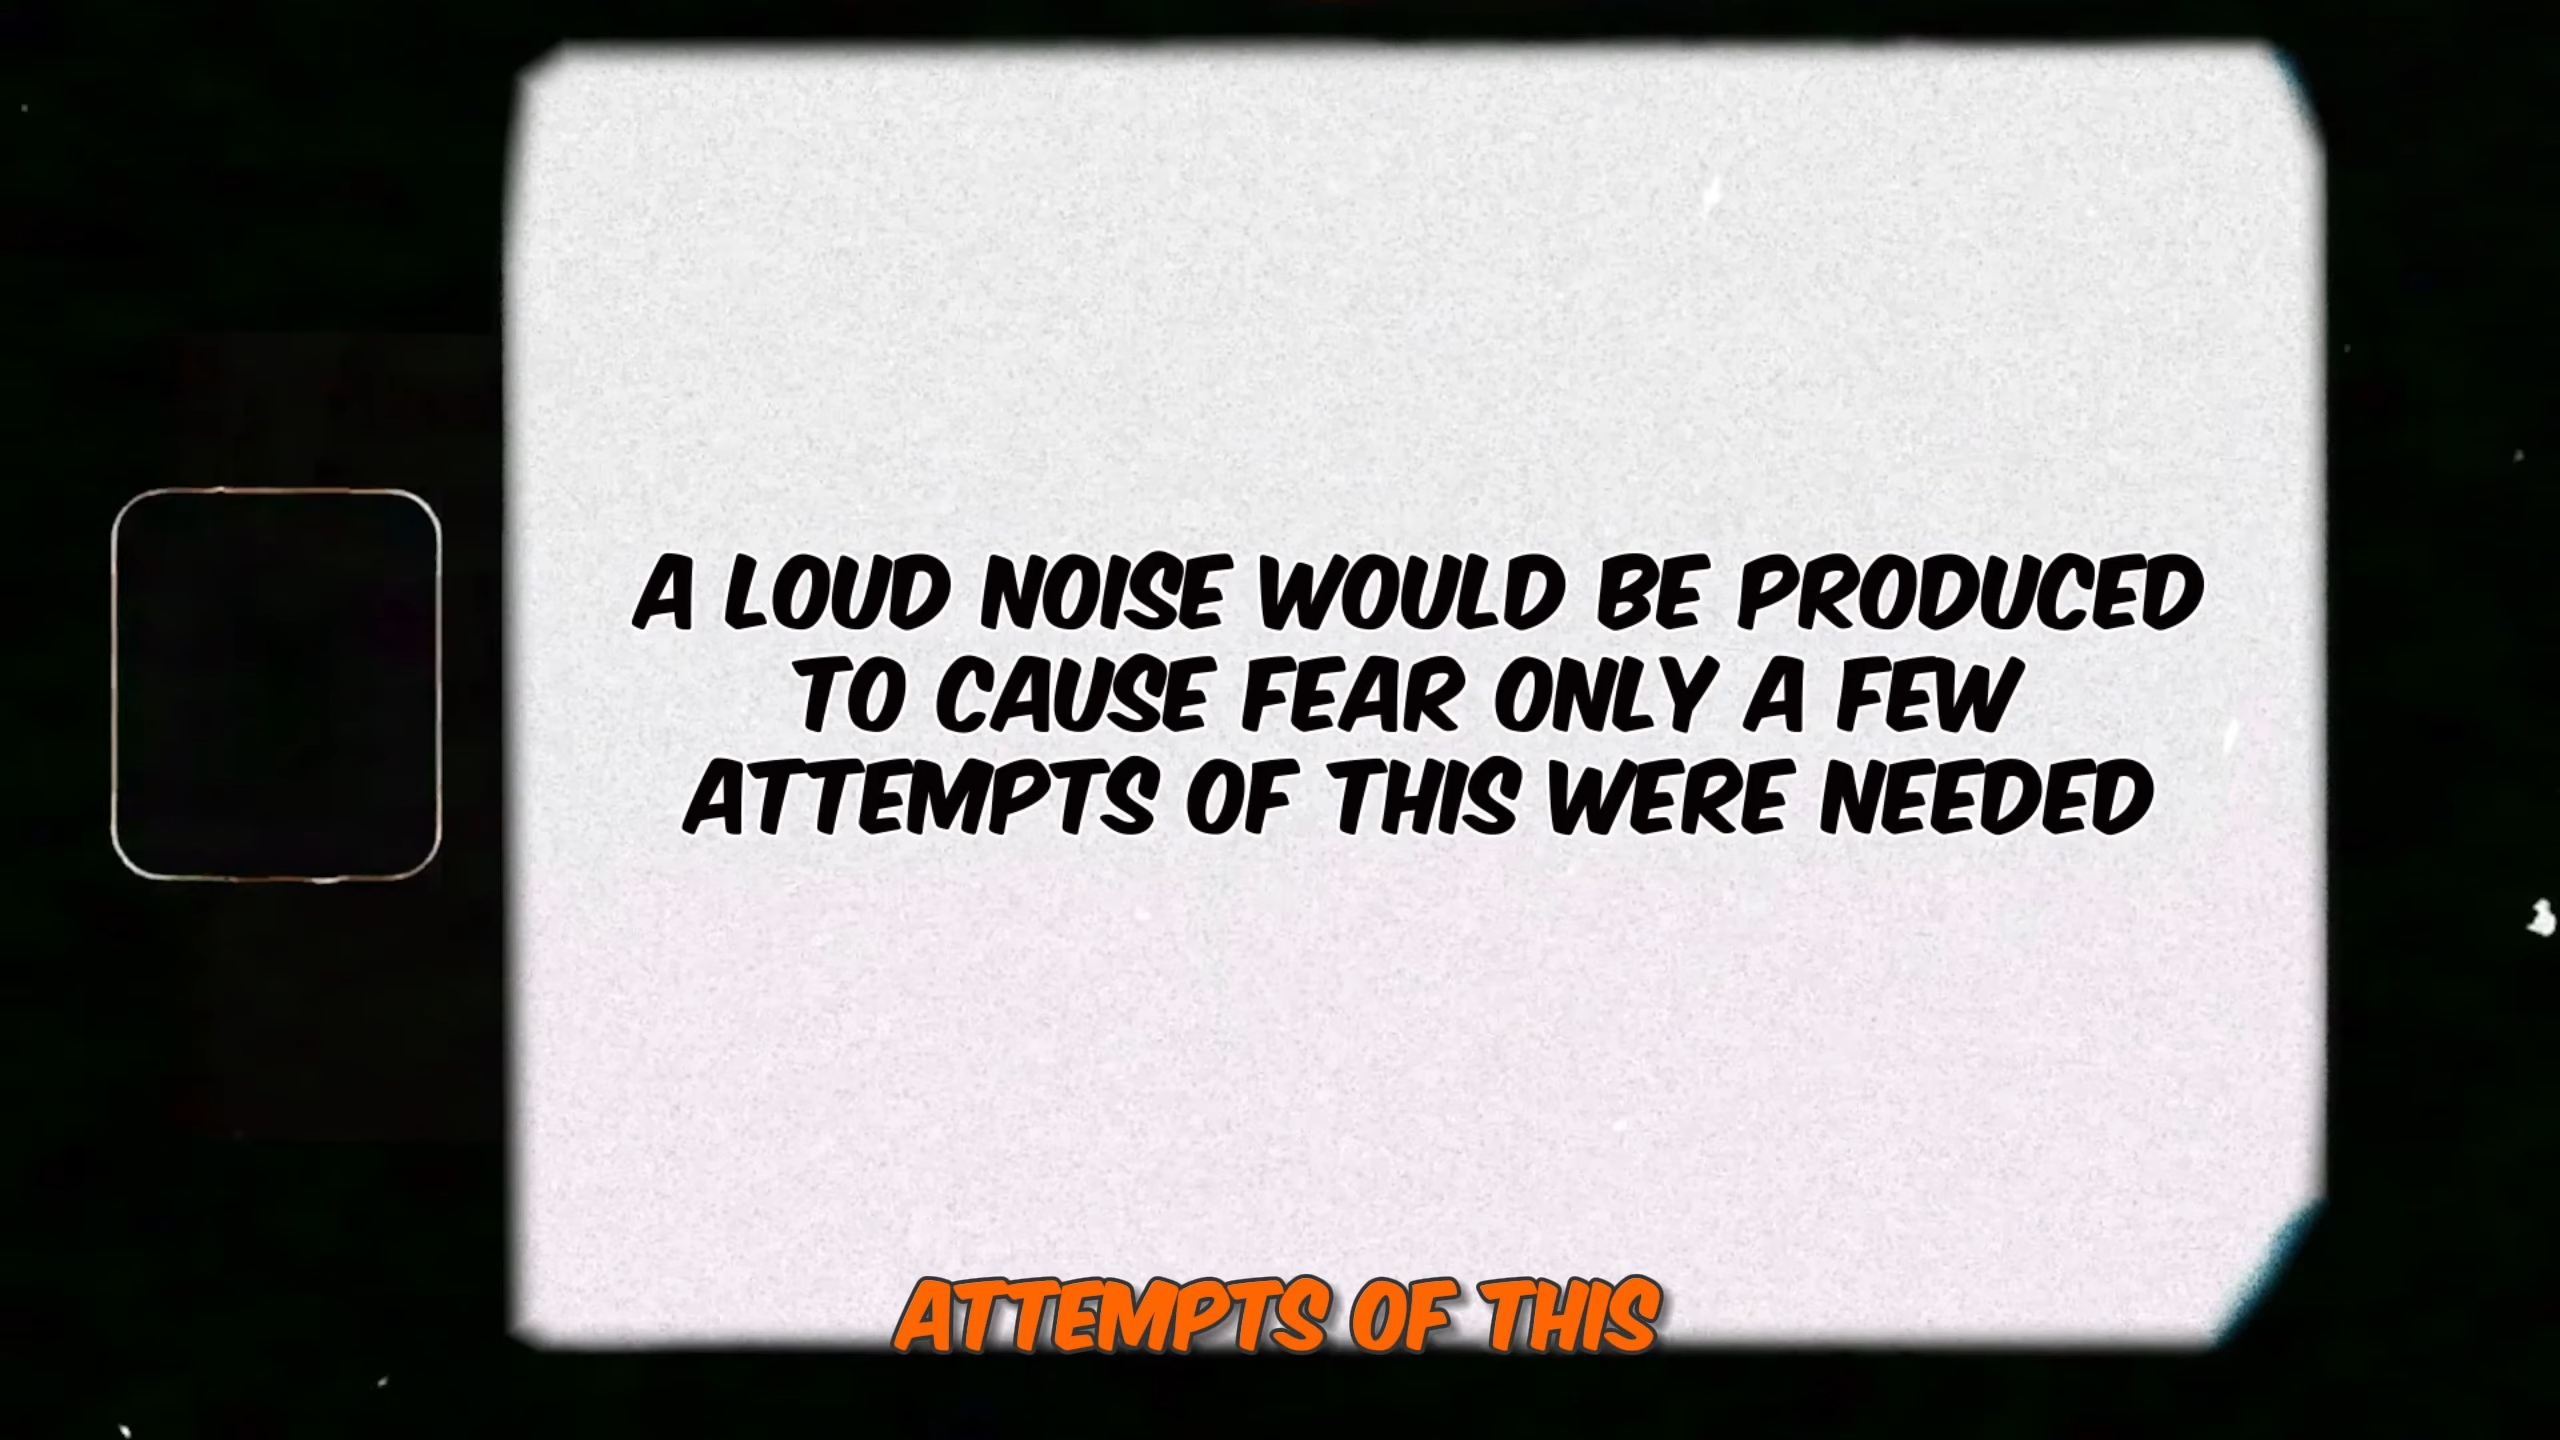 A LOUD NOISE WOULD BE PRODUCED
TO CAUSE FEAR ONLY A FEW
ATTEMPTS OF THIS WERE NEEDED
ATTEMPTS OF THIS